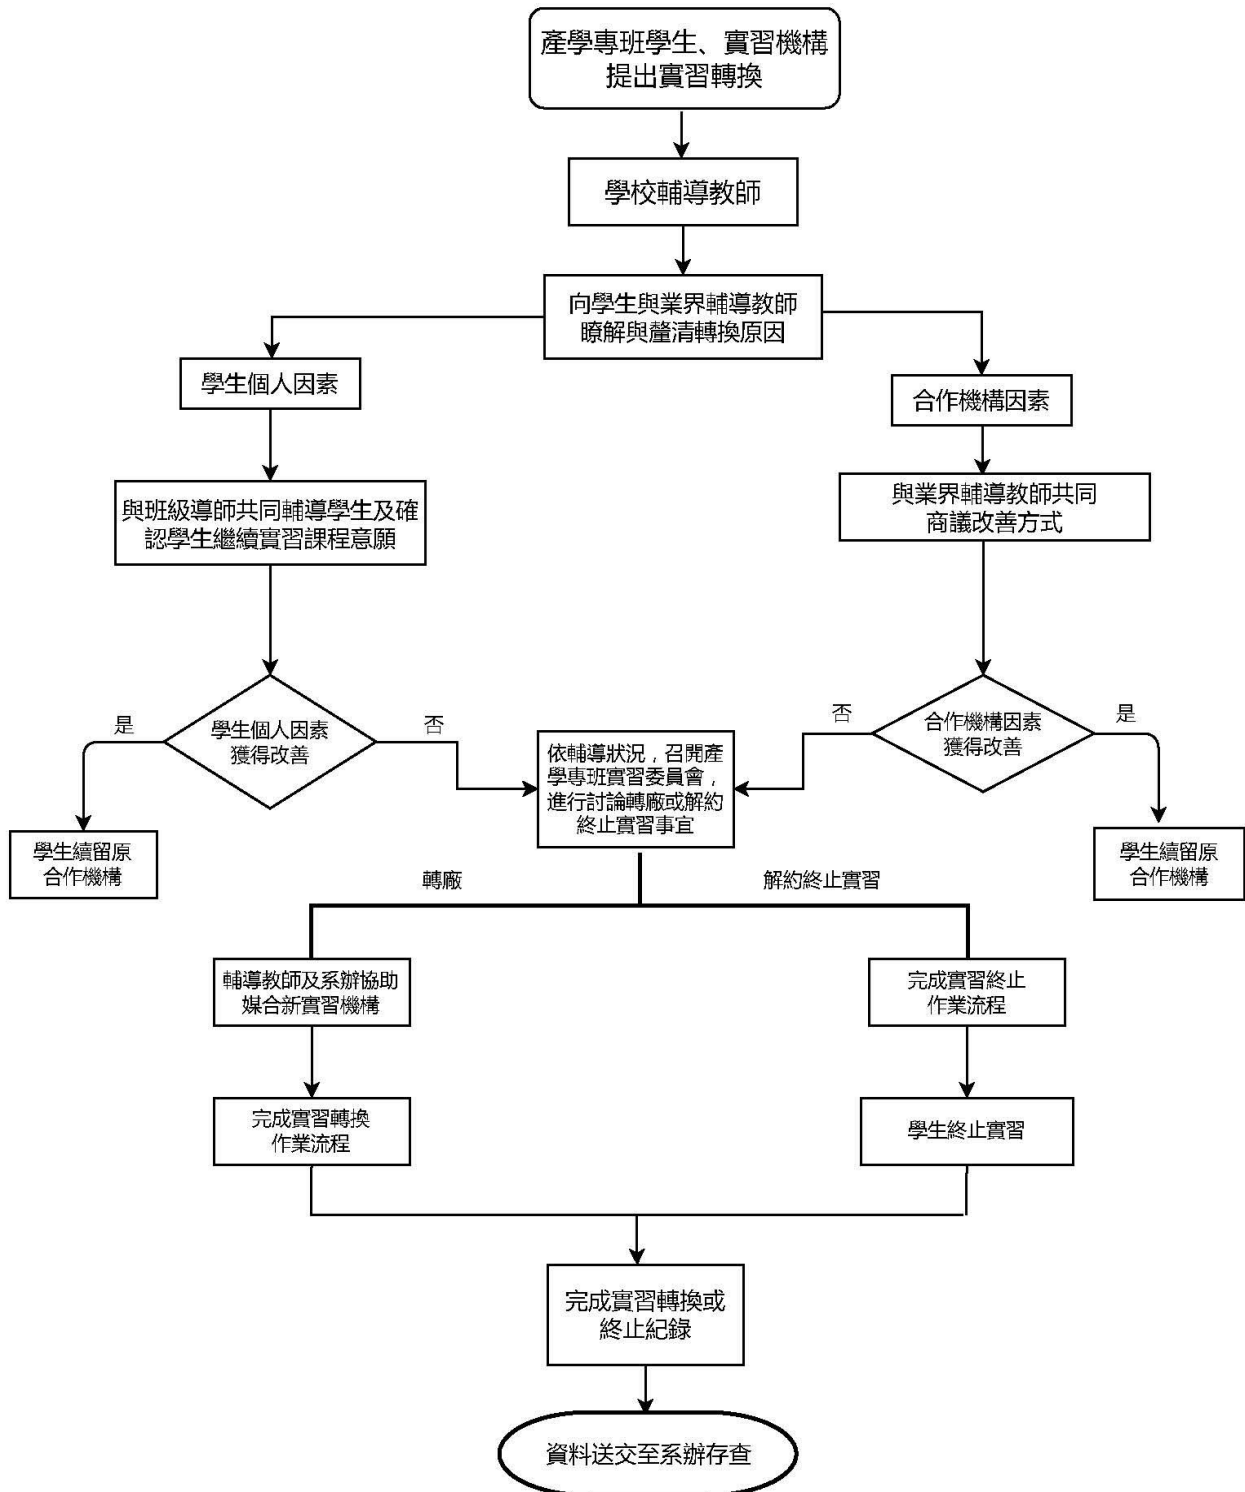 產學專班學生、實習機構
提出實習轉換
學校輔導教師
向學生與業界輔導教師
瞭解與釐清轉換原因
學生個人因素
合作機構因素
與班級導師共同輔導學生及確
認學生繼續實習課程意願
與業界輔導教師共同
商議改善方式
學生個人因素
獲得改善
是
否
合作機構因素
獲得改善
否
是
依輔導狀況，召開產
學專班實習委員會，
進行討論轉廠或解約
終止實習事宜
學生續留原
合作機構
學生續留原
合作機構
轉廠
解約終止實習
輔導教師及系辦協助
媒合新實習機構
完成實習終止
作業流程
完成實習轉換
作業流程
學生終止實習
完成實習轉換或
終止紀錄
資料送交至系辦存查